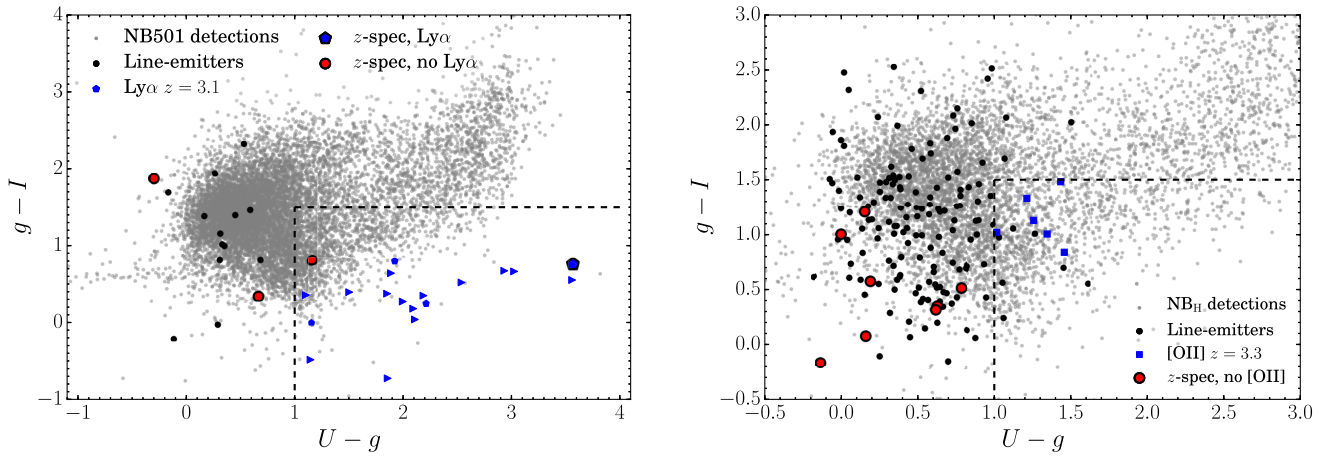 4
3
2
1
0
−1
−1
0
1
2
3
4
g − I
U − g
NB501 detections
Line-emitters
Lyα z = 3.1
z-spec, Lyα
z-spec, no Lyα
3.0
2.5
2.0
1.5
1.0
0.5
0.0
−0.5
−0.5
0.0
0.5
1.0
1.5
2.0
2.5
3.0
g − I
U − g
NBH detections
Line-emitters
[OII] z = 3.3
z-spec, no [OII]